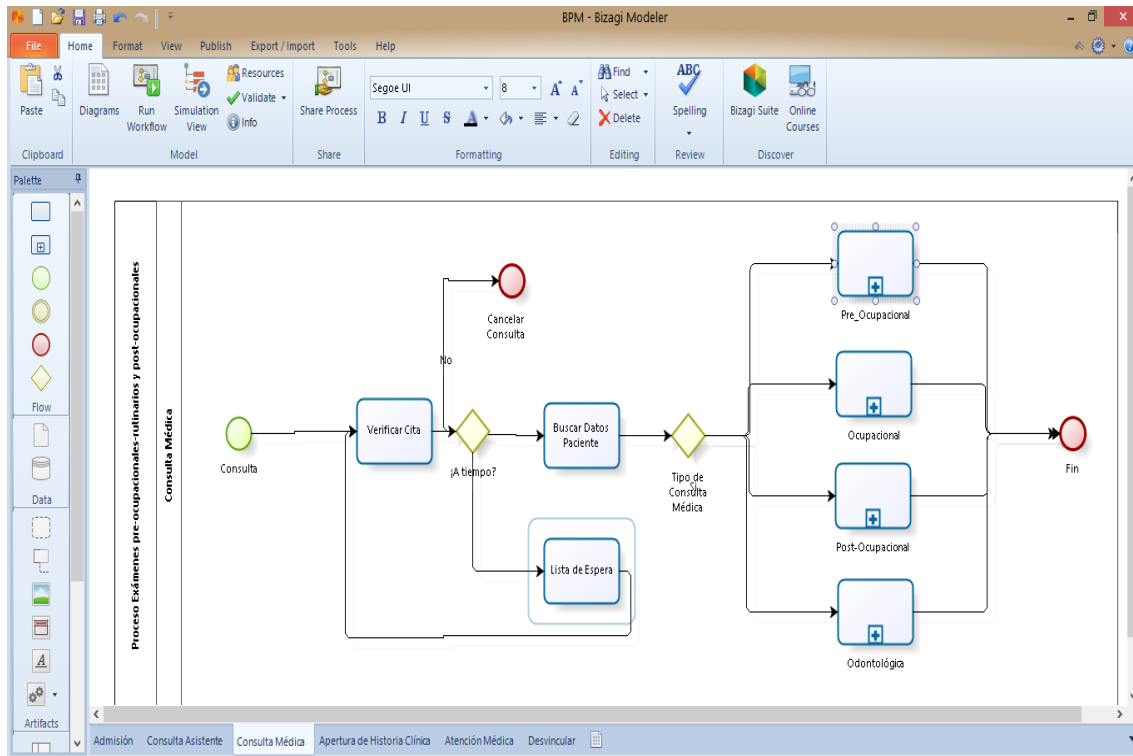 BPM - Bizagi Modeler
File Home Format View Publish Export / Import Tools Help
Paste
Diagrams
Run
Workflow
Simulation
View
Resources
Validate
Info
Share Process
Segoe UI 8 A A
B I U S A
Find
Select
Delete
ABC
Spelling
Bizagi Suite
Online
Courses
Clipboard Model Share Formatting Editing Review Discover
Palette
Flow
Data
A
Artifacts
Proceso Exámenes pre-ocupacionales-rutinarios y post-ocupacionales
Consulta Médica
Consulta
Verificar Cita
¡A tiempo?
No
Cancelar
Consulta
Buscar Datos
Paciente
Lista de Espera
Tipo de
Si
Consulta
Médica
Pre_Ocupacional
Ocupacional
Post-Ocupacional
Odontológica
Fin
Admisión Consulta Asistente Consulta Médica Apertura de Historia Clínica Atención Médica Desvincular